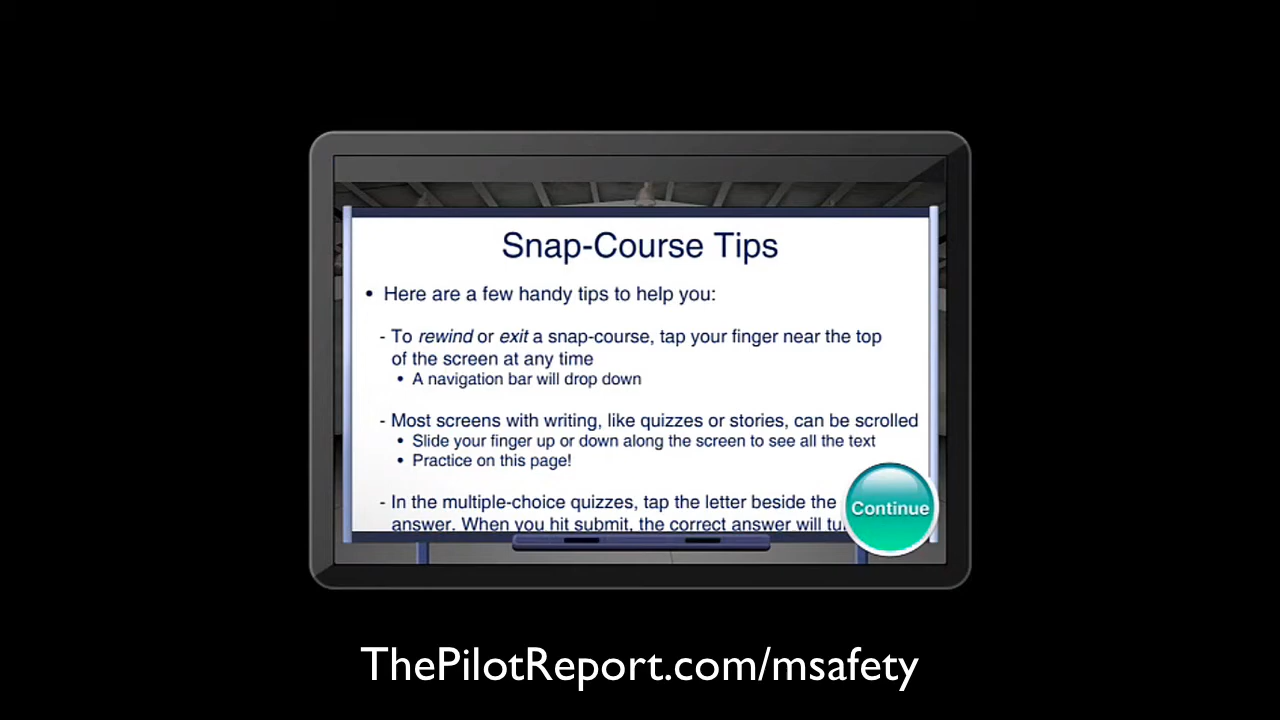 Snap-Course Tips
• Here are a few handy tips to help you:
- To rewind or exit a snap-course, tap your finger near the top
of the screen at any time
• A navigation bar will drop down
- Most screens with writing, like quizzes or stories, can be scrolled
• Slide your finger up or down along the screen to see all the text
• Practice on this page!
- In the multiple-choice quizzes, tap the letter beside the
answer. When you hit submit, the correct answer will
Continue
ThePilotReport.com/msafety